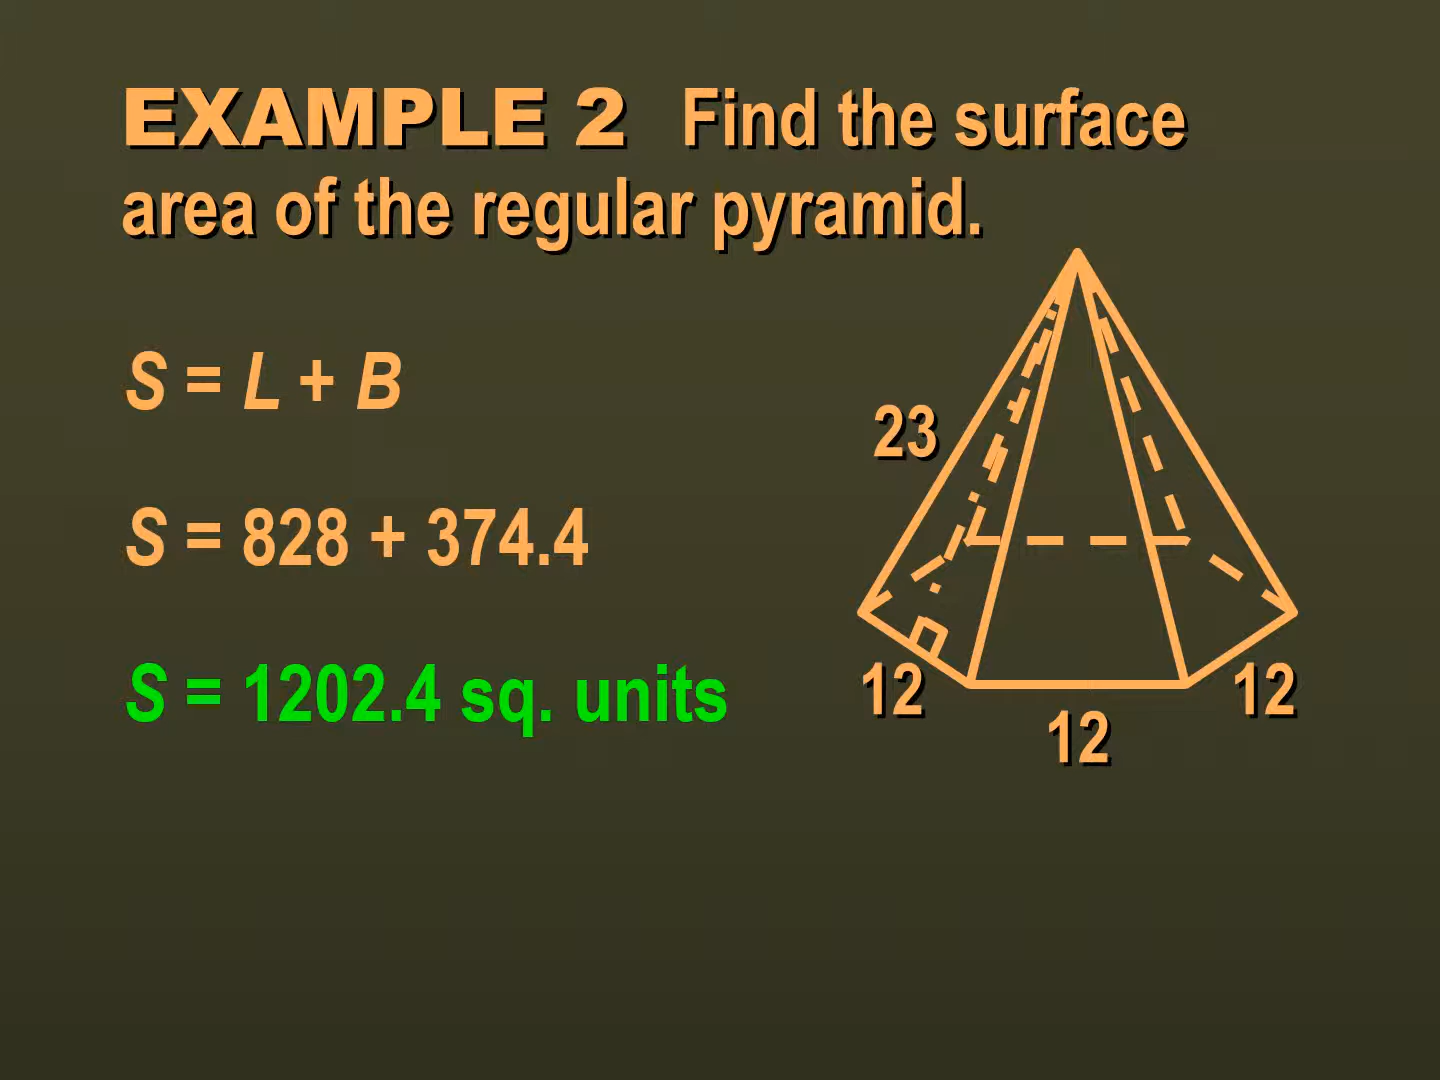 EXAMPLE 2 Find the surface
area of the regular pyramid.
S = L + B
23
S = 828 + 374.4
S = 1202.4 sq. units
12
12
12